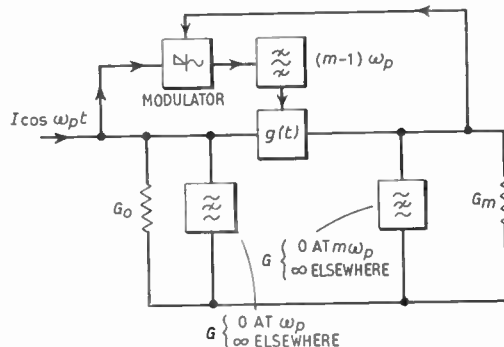 (m-1) ωp
MODULATOR
I cos ωpt
g(t)
Go
Gm
G { 0 AT mωp
∞ ELSEWHERE
G { 0 AT ωp
∞ ELSEWHERE